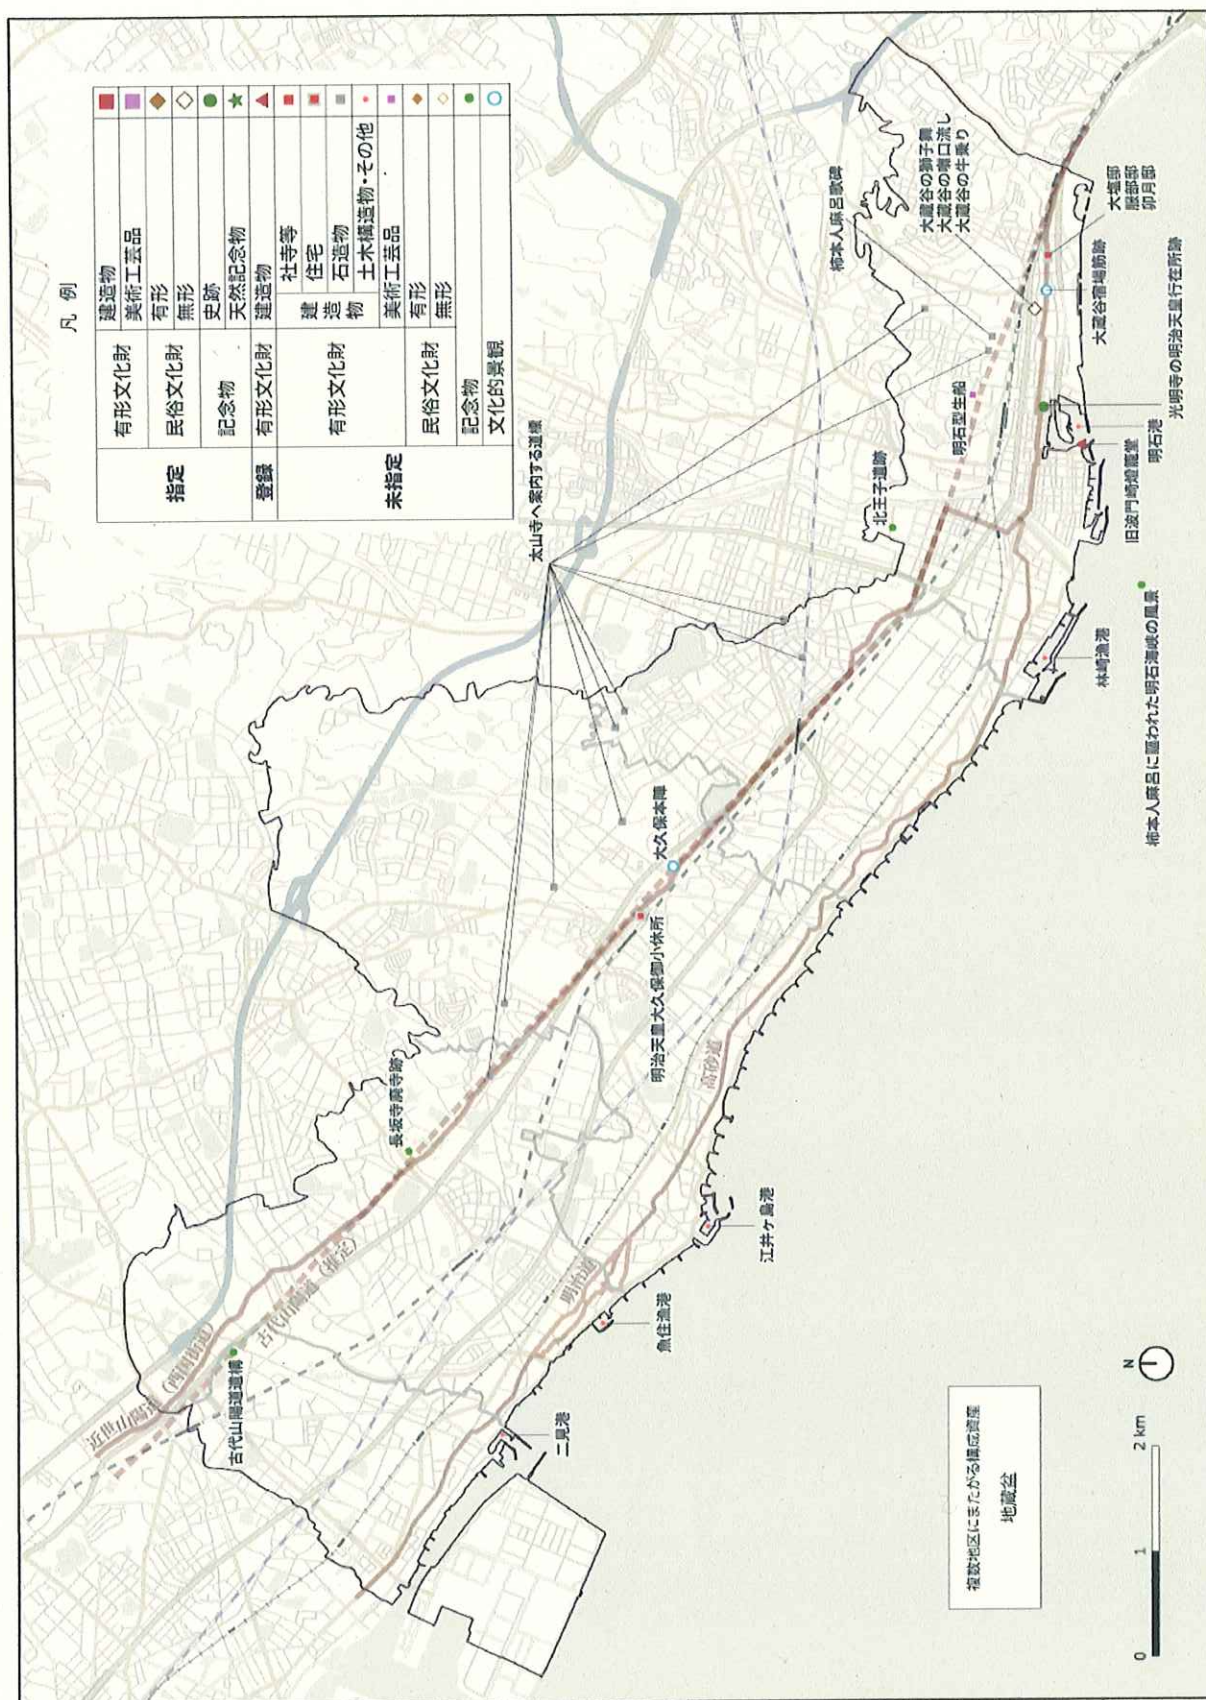 凡 例
指定
有形文化財
建造物
美術工芸品
民俗文化財
有形
無形
記念物
史跡
天然記念物
登録
有形文化財
建造物
未指定
有形文化財
建造物
社寺等
住宅
石造物
土木構造物・その他
美術工芸品
民俗文化財
有形
無形
記念物
文化的景観
太山寺へ案内する道標
柿本人麻呂歌碑
大蔵谷の獅子舞
大蔵谷の囃口流し
大蔵谷の牛乗り
明石型生船
北王子遺跡
大塩邸
服部邸
卯月邸
大蔵谷宿場筋跡
光明寺の明治天皇行在所跡
明石港
旧波門崎燈籠堂
林崎漁港
柿本人麻呂に謳われた明石海峡の風景
大久保本陣
明治天皇大久保御小休所
長坂寺廃寺跡
高砂道
明治道
江井ヶ島港
魚住漁港
二見港
近世山陽道（西国街道）
古代山陽道（推定）
古代山陽道遺構
複数地区にまたがる構成資産
地蔵盆
N
0 1 2 km